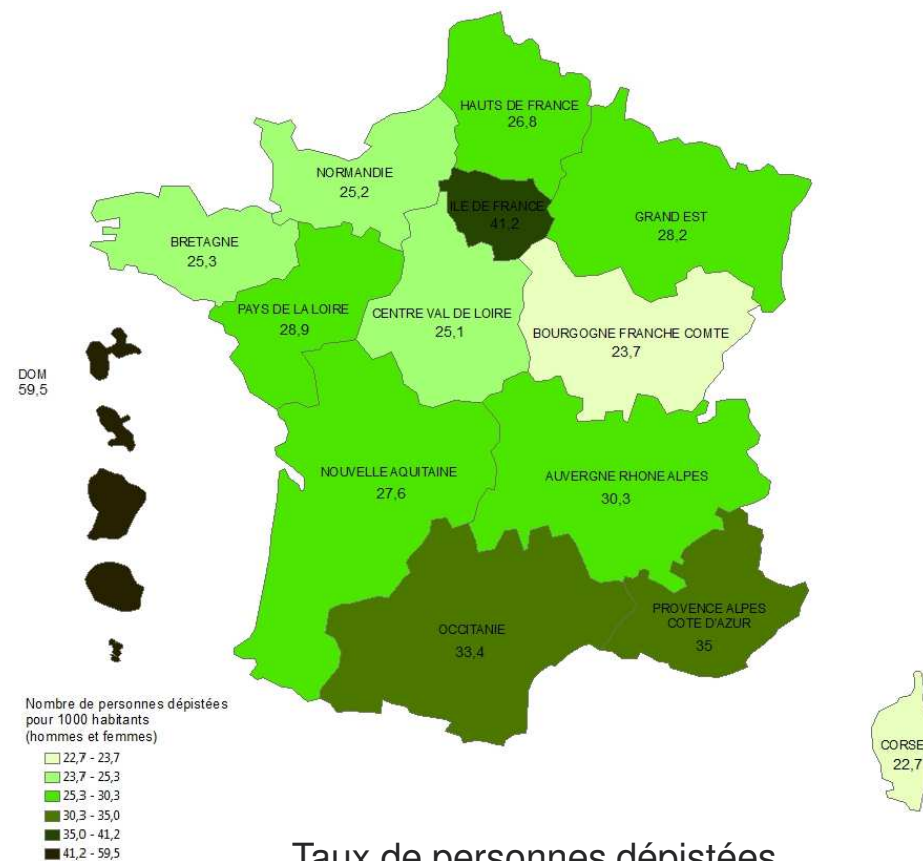 HAUTS DE FRANCE
26,8
NORMANDIE
25,2
ILE DE FRANCE
41,2
GRAND EST
28,2
BRETAGNE
25,3
PAYS DE LA LOIRE
28,9
CENTRE VAL DE LOIRE
25,1
BOURGOGNE FRANCHE COMTE
23,7
DOM
59,5
NOUVELLE AQUITAINE
27,6
AUVERGNE RHONE ALPES
30,3
OCCITANIE
33,4
PROVENCE ALPES
COTE D'AZUR
35
CORSE
22,7
Nombre de personnes dépistées
pour 1000 habitants
(hommes et femmes)
22,7 - 23,7
23,7 - 25,3
25,3 - 30,3
30,3 - 35,0
35,0 - 41,2
41,2 - 59,5
Taux de personnes dépistées